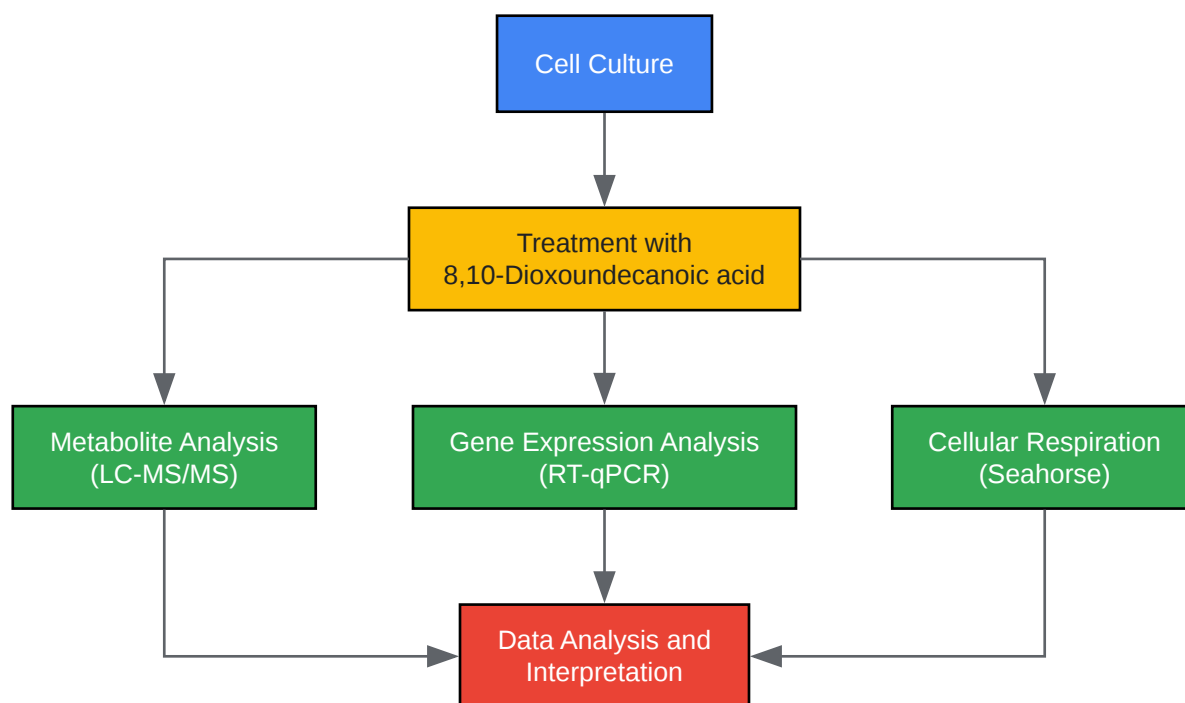 Cell Culture
Treatment with
8,10-Dioxoundecanoic acid
Metabolite Analysis
(LC-MS/MS)
Gene Expression Analysis
(RT-qPCR)
Cellular Respiration
(Seahorse)
Data Analysis and
Interpretation